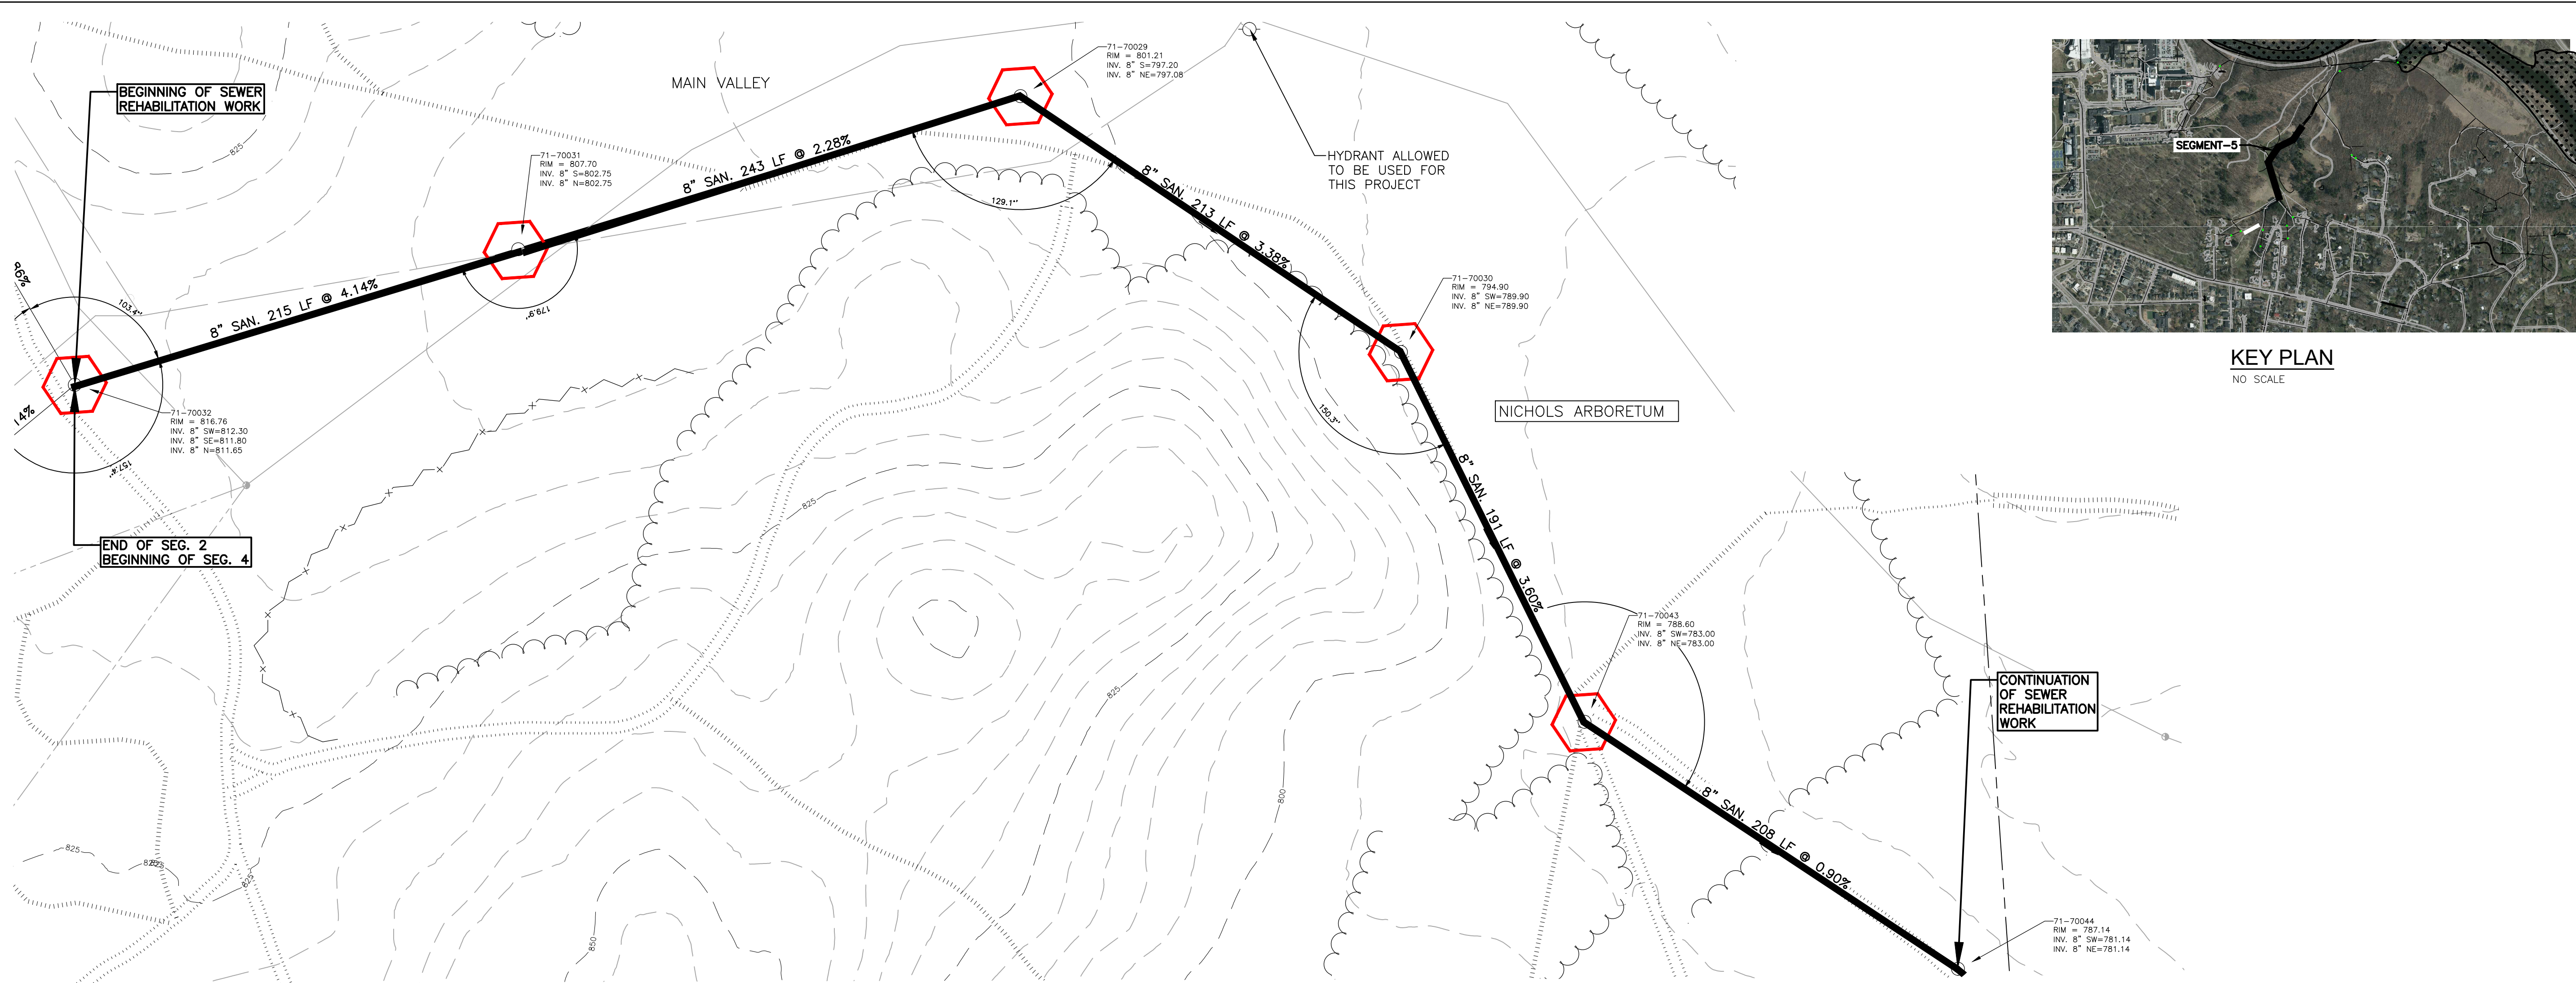 BEGINNING OF SEWER
REHABILITATION WORK
MAIN VALLEY
71-70029
RIM = 801.21
INV. 8" S=797.20
INV. 8" NE=797.08
HYDRANT ALLOWED
TO BE USED FOR
THIS PROJECT
71-70031
RIM = 807.70
INV. 8" S=802.75
INV. 8" N=802.75
8" SAN. 243 LF @ 2.28%
8" SAN. 213 LF @ 3.38%
129.1°
825
8" SAN. 215 LF @ 4.14%
179.9°
103.4°
71-70030
RIM = 794.90
INV. 8" SW=789.90
INV. 8" NE=789.90
150.3°
NICHOLS ARBORETUM
71-70032
RIM = 816.76
INV. 8" SW=812.30
INV. 8" SE=811.80
INV. 8" N=811.65
14%
157.4°
8" SAN. 191 LF @ 3.60%
825
END OF SEG. 2
BEGINNING OF SEG. 4
71-70043
RIM = 788.60
INV. 8" SW=783.00
INV. 8" NE=783.00
825
CONTINUATION
OF SEWER
REHABILITATION
WORK
800
8" SAN. 208 LF @ 0.90%
825
825
825
850
71-70044
RIM = 787.14
INV. 8" SW=781.14
INV. 8" NE=781.14
SEGMENT-5
KEY PLAN
NO SCALE